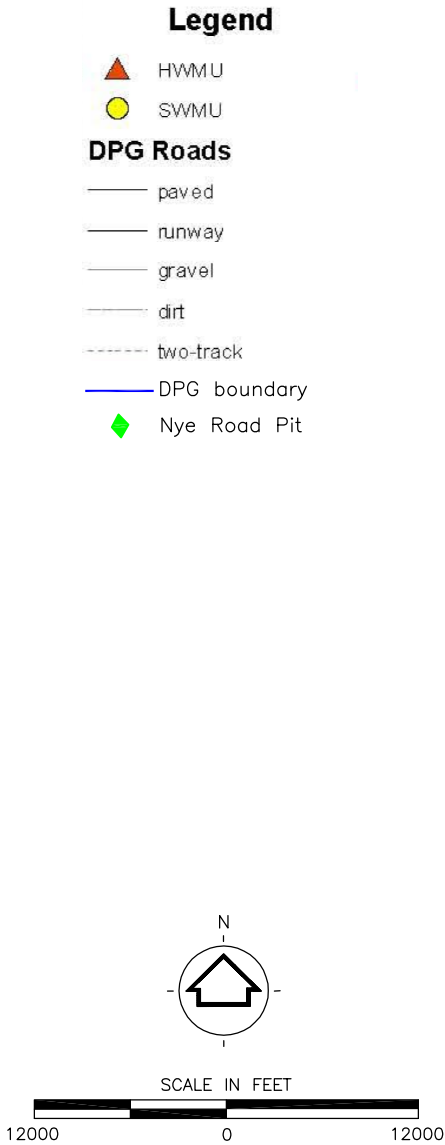 Legend
HWMU
SWMU
DPG Roads
paved
runway
gravel
dirt
two-track
DPG boundary
Nye Road Pit
N
SCALE IN FEET
12000 0 12000